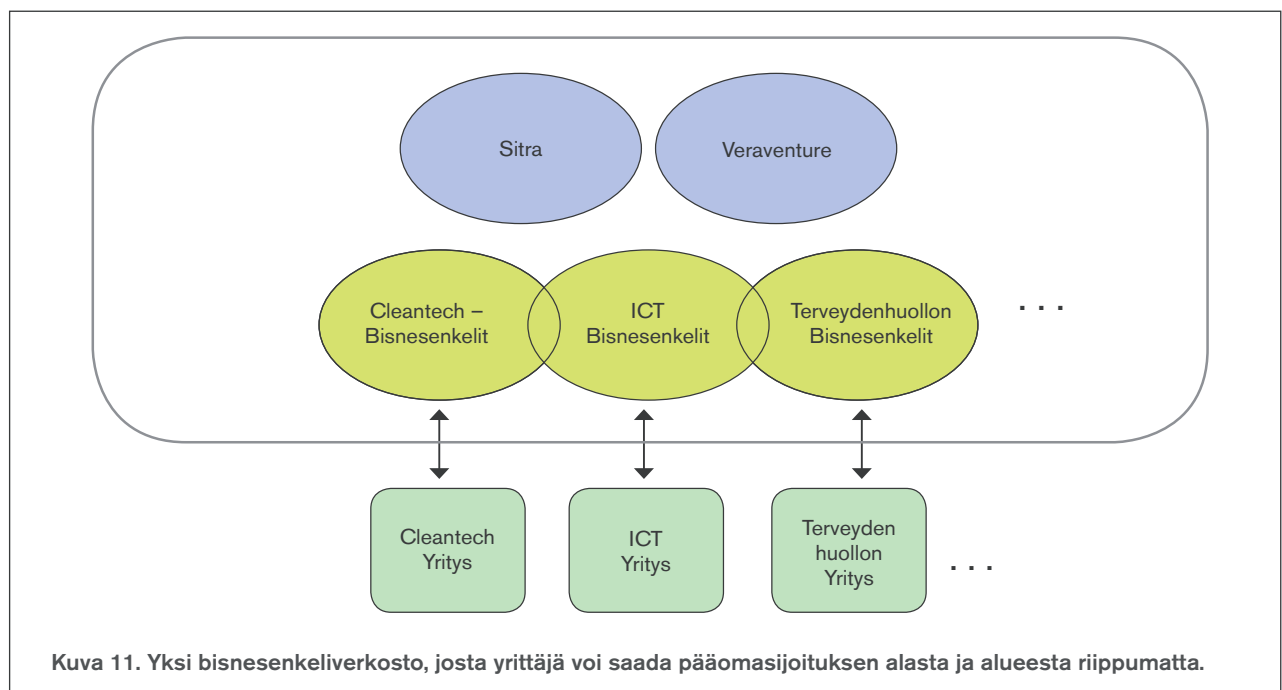 Sitra
Veraventure
Cleantech –
Bisnesenkelit
ICT
Bisnesenkelit
Terveydenhuollon
Bisnesenkelit
. . .
Cleantech
Yritys
ICT
Yritys
Terveyden
huollon
Yritys
. . .
Kuva 11. Yksi bisnesenkeliverkosto, josta yrittäjä voi saada pääomasijoituksen alasta ja alueesta riippumatta.